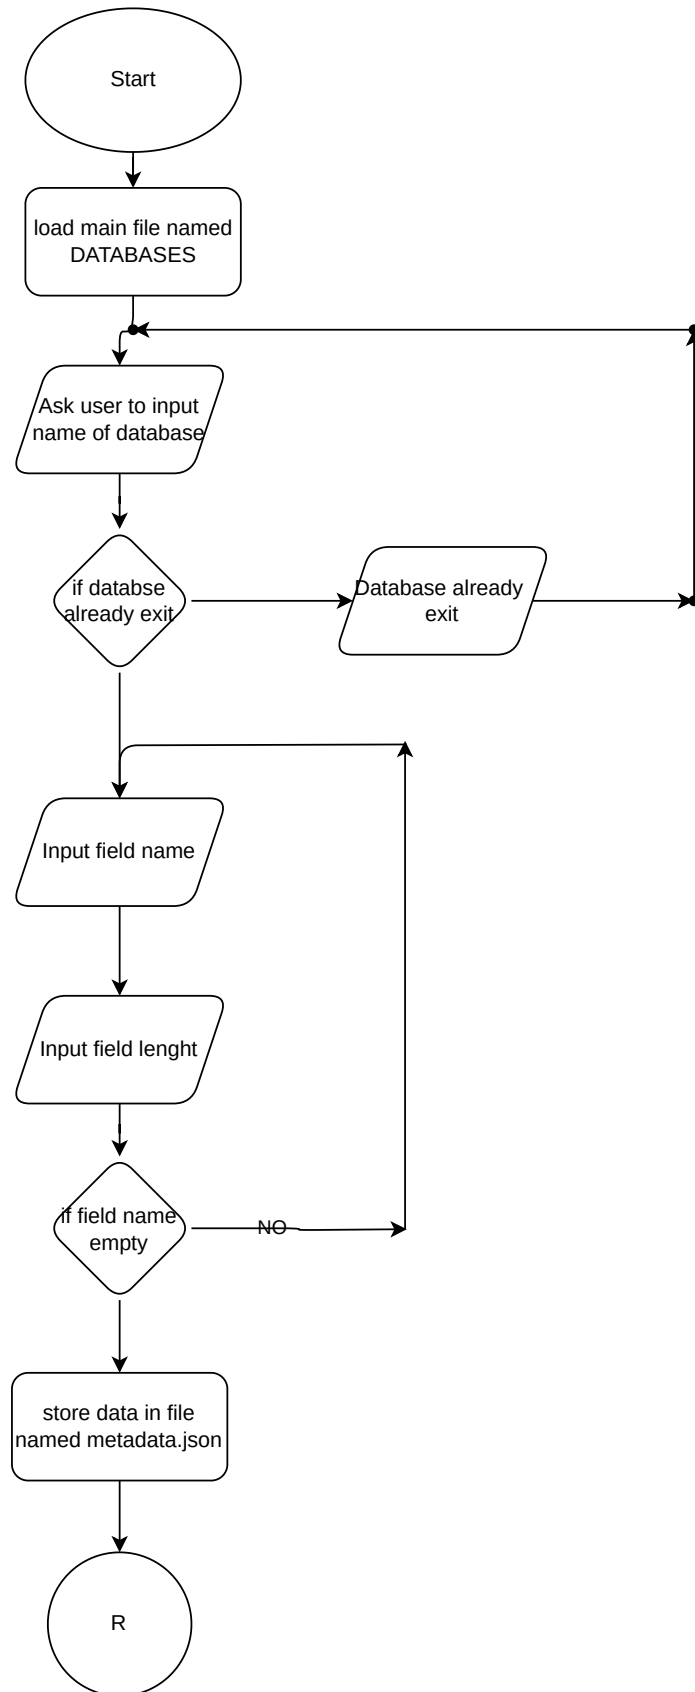 Start
load main file named
DATABASES
Ask user to input
name of database
if databse
already exit
Database already
exit
Input field name
Input field lenght
if field name
empty
NO
store data in file
named metadata.json
R